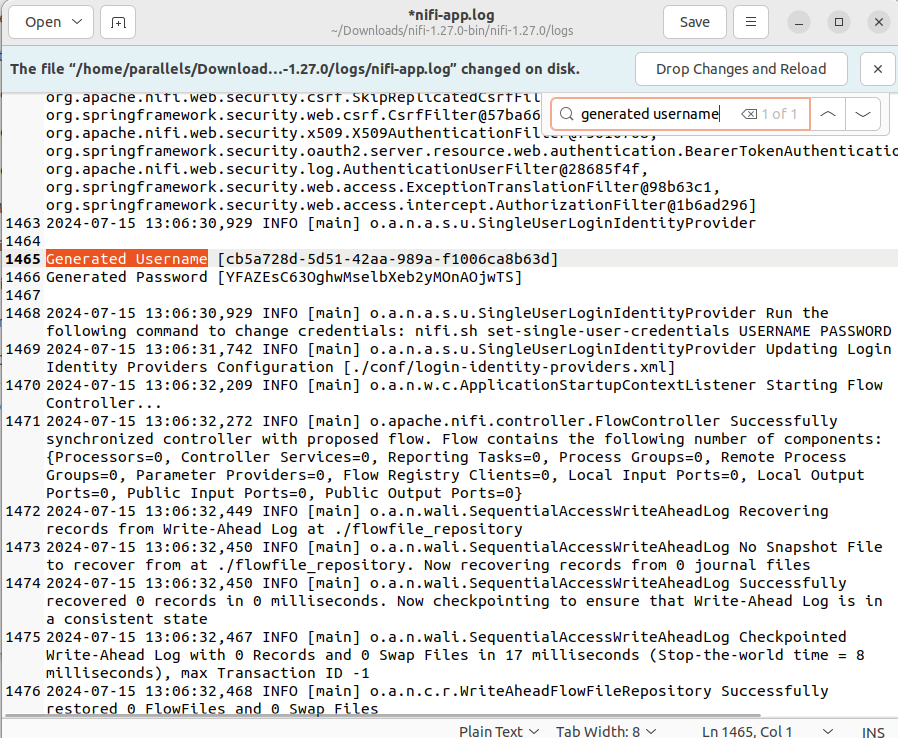 Open
*nifi-app.log
~/Downloads/nifi-1.27.0-bin/nifi-1.27.0/logs
Save
The file “/home/parallels/Download…-1.27.0/logs/nifi-app.log” changed on disk.
Drop Changes and Reload
generated username
1 of 1
org.apache.nifi.web.security.csrf.SkipReplicatedCsrfFil
org.springframework.security.web.csrf.CsrfFilter@57ba66
org.apache.nifi.web.security.x509.X509AuthenticationFilte
org.springframework.security.oauth2.server.resource.web.authentication.BearerTokenAuthenticatio
org.apache.nifi.web.security.log.AuthenticationUserFilter@28685f4f,
org.springframework.security.web.access.ExceptionTranslationFilter@98b63c1,
org.springframework.security.web.access.intercept.AuthorizationFilter@1b6ad296]
1463 2024-07-15 13:06:30,929 INFO [main] o.a.n.a.s.u.SingleUserLoginIdentityProvider
1464
1465 Generated Username [cb5a728d-5d51-42aa-989a-f1006ca8b63d]
1466 Generated Password [YFAZEsC63OghwMselbXeb2yMOnAOjwTS]
1467
1468 2024-07-15 13:06:30,929 INFO [main] o.a.n.a.s.u.SingleUserLoginIdentityProvider Run the
following command to change credentials: nifi.sh set-single-user-credentials USERNAME PASSWORD
1469 2024-07-15 13:06:31,742 INFO [main] o.a.n.a.s.u.SingleUserLoginIdentityProvider Updating Login
Identity Providers Configuration [./conf/login-identity-providers.xml]
1470 2024-07-15 13:06:32,209 INFO [main] o.a.n.w.c.ApplicationStartupContextListener Starting Flow
Controller...
1471 2024-07-15 13:06:32,272 INFO [main] o.apache.nifi.controller.FlowController Successfully
synchronized controller with proposed flow. Flow contains the following number of components:
{Processors=0, Controller Services=0, Reporting Tasks=0, Process Groups=0, Remote Process
Groups=0, Parameter Providers=0, Flow Registry Clients=0, Local Input Ports=0, Local Output
Ports=0, Public Input Ports=0, Public Output Ports=0}
1472 2024-07-15 13:06:32,449 INFO [main] o.a.n.wali.SequentialAccessWriteAheadLog Recovering
records from Write-Ahead Log at ./flowfile_repository
1473 2024-07-15 13:06:32,450 INFO [main] o.a.n.wali.SequentialAccessWriteAheadLog No Snapshot File
to recover from at ./flowfile_repository. Now recovering records from 0 journal files
1474 2024-07-15 13:06:32,450 INFO [main] o.a.n.wali.SequentialAccessWriteAheadLog Successfully
recovered 0 records in 0 milliseconds. Now checkpointing to ensure that Write-Ahead Log is in
a consistent state
1475 2024-07-15 13:06:32,467 INFO [main] o.a.n.wali.SequentialAccessWriteAheadLog Checkpointed
Write-Ahead Log with 0 Records and 0 Swap Files in 17 milliseconds (Stop-the-world time = 8
milliseconds), max Transaction ID -1
1476 2024-07-15 13:06:32,468 INFO [main] o.a.n.c.r.WriteAheadFlowFileRepository Successfully
restored 0 FlowFiles and 0 Swap Files
Plain Text
Tab Width: 8
Ln 1465, Col 1
INS